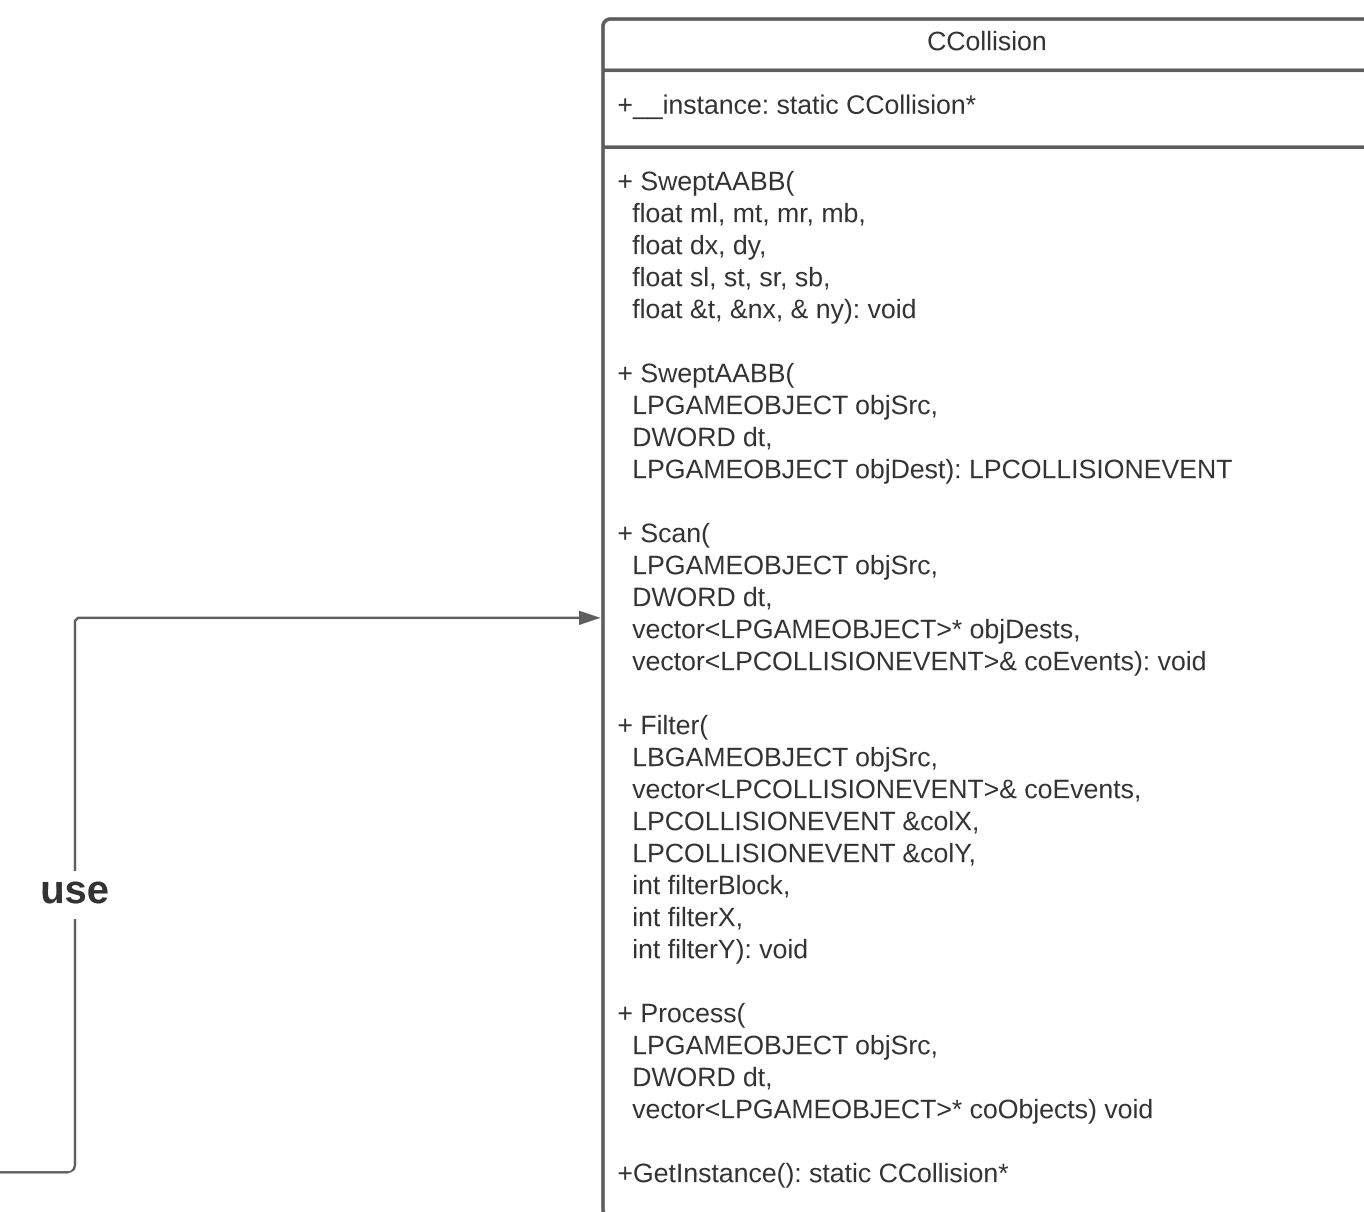 CCollision
+__instance: static CCollision*
+ SweptAABB(
float ml, mt, mr, mb,
float dx, dy,
float sl, st, sr, sb,
float &t, &nx, & ny): void
+ SweptAABB(
LPGAMEOBJECT objSrc,
DWORD dt,
LPGAMEOBJECT objDest): LPCOLLISIONEVENT
+ Scan(
LPGAMEOBJECT objSrc,
DWORD dt,
vector<LPGAMEOBJECT>* objDests,
vector<LPCOLLISIONEVENT>& coEvents): void
+ Filter(
LBGAMEOBJECT objSrc,
vector<LPCOLLISIONEVENT>& coEvents,
LPCOLLISIONEVENT &colX,
LPCOLLISIONEVENT &colY,
int filterBlock,
int filterX,
int filterY): void
+ Process(
LPGAMEOBJECT objSrc,
DWORD dt,
vector<LPGAMEOBJECT>* coObjects) void
+GetInstance(): static CCollision*
use